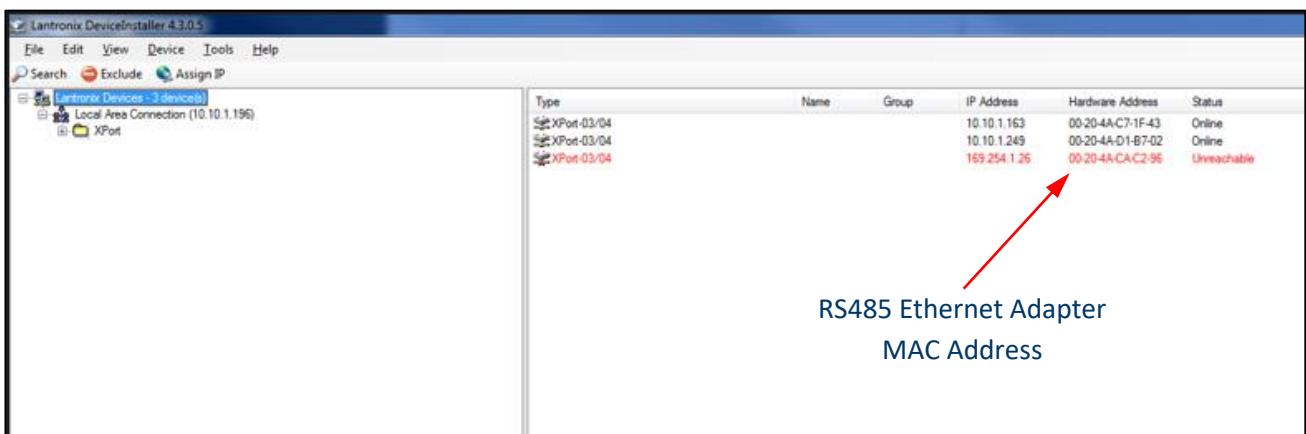 Lantronix DeviceInstaller 4.3.0.5
File Edit View Device Tools Help
Search Exclude Assign IP
Lantronix Devices - 3 device(s)
Local Area Connection (10.10.1.196)
XPort
Type Name Group IP Address Hardware Address Status
XPort-03/04 10.10.1.163 00-20-4A-C7-1F-43 Online
XPort-03/04 10.10.1.249 00-20-4A-D1-B7-02 Online
XPort-03/04 169.254.1.26 00-20-4A-CA-C2-96 Unreachable
RS485 Ethernet Adapter
MAC Address